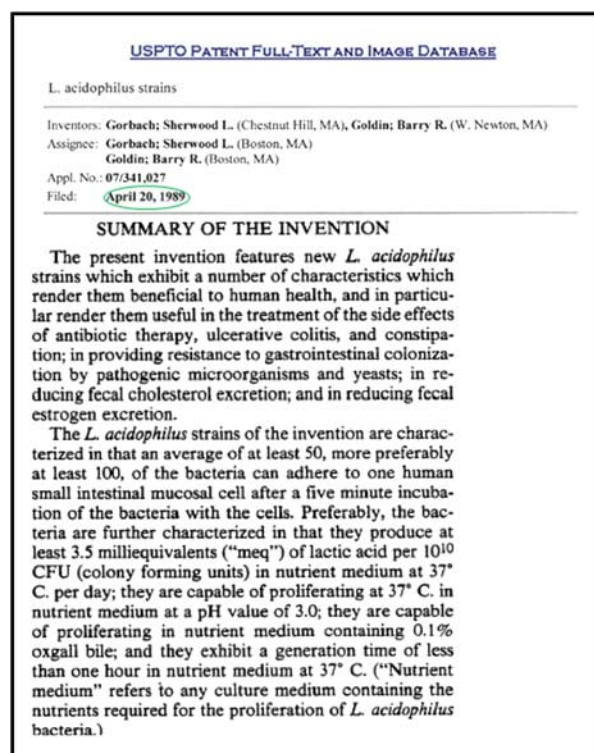 USPTO PATENT FULL-TEXT AND IMAGE DATABASE
L. acidophilus strains
Inventors: Gorbach; Sherwood L. (Chestnut Hill, MA), Goldin; Barry R. (W. Newton, MA)
Assignee: Gorbach; Sherwood L. (Boston, MA)
Goldin; Barry R. (Boston, MA)
Appl. No.: 07/341,027
Filed: April 20, 1989
SUMMARY OF THE INVENTION
The present invention features new L. acidophilus
strains which exhibit a number of characteristics which
render them beneficial to human health, and in particu-
lar render them useful in the treatment of the side effects
of antibiotic therapy, ulcerative colitis, and constipa-
tion; in providing resistance to gastrointestinal coloniza-
tion by pathogenic microorganisms and yeasts; in re-
ducing fecal cholesterol excretion; and in reducing fecal
estrogen excretion.
The L. acidophilus strains of the invention are charac-
terized in that an average of at least 50, more preferably
at least 100, of the bacteria can adhere to one human
small intestinal mucosal cell after a five minute incuba-
tion of the bacteria with the cells. Preferably, the bac-
teria are further characterized in that they produce at
least 3.5 milliequivalents ("meq") of lactic acid per 10¹⁰
CFU (colony forming units) in nutrient medium at 37°
C. per day; they are capable of proliferating at 37° C. in
nutrient medium at a pH value of 3.0; they are capable
of proliferating in nutrient medium containing 0.1%
oxgall bile; and they exhibit a generation time of less
than one hour in nutrient medium at 37° C. ("Nutrient
medium" refers to any culture medium containing the
nutrients required for the proliferation of L. acidophilus
bacteria.)